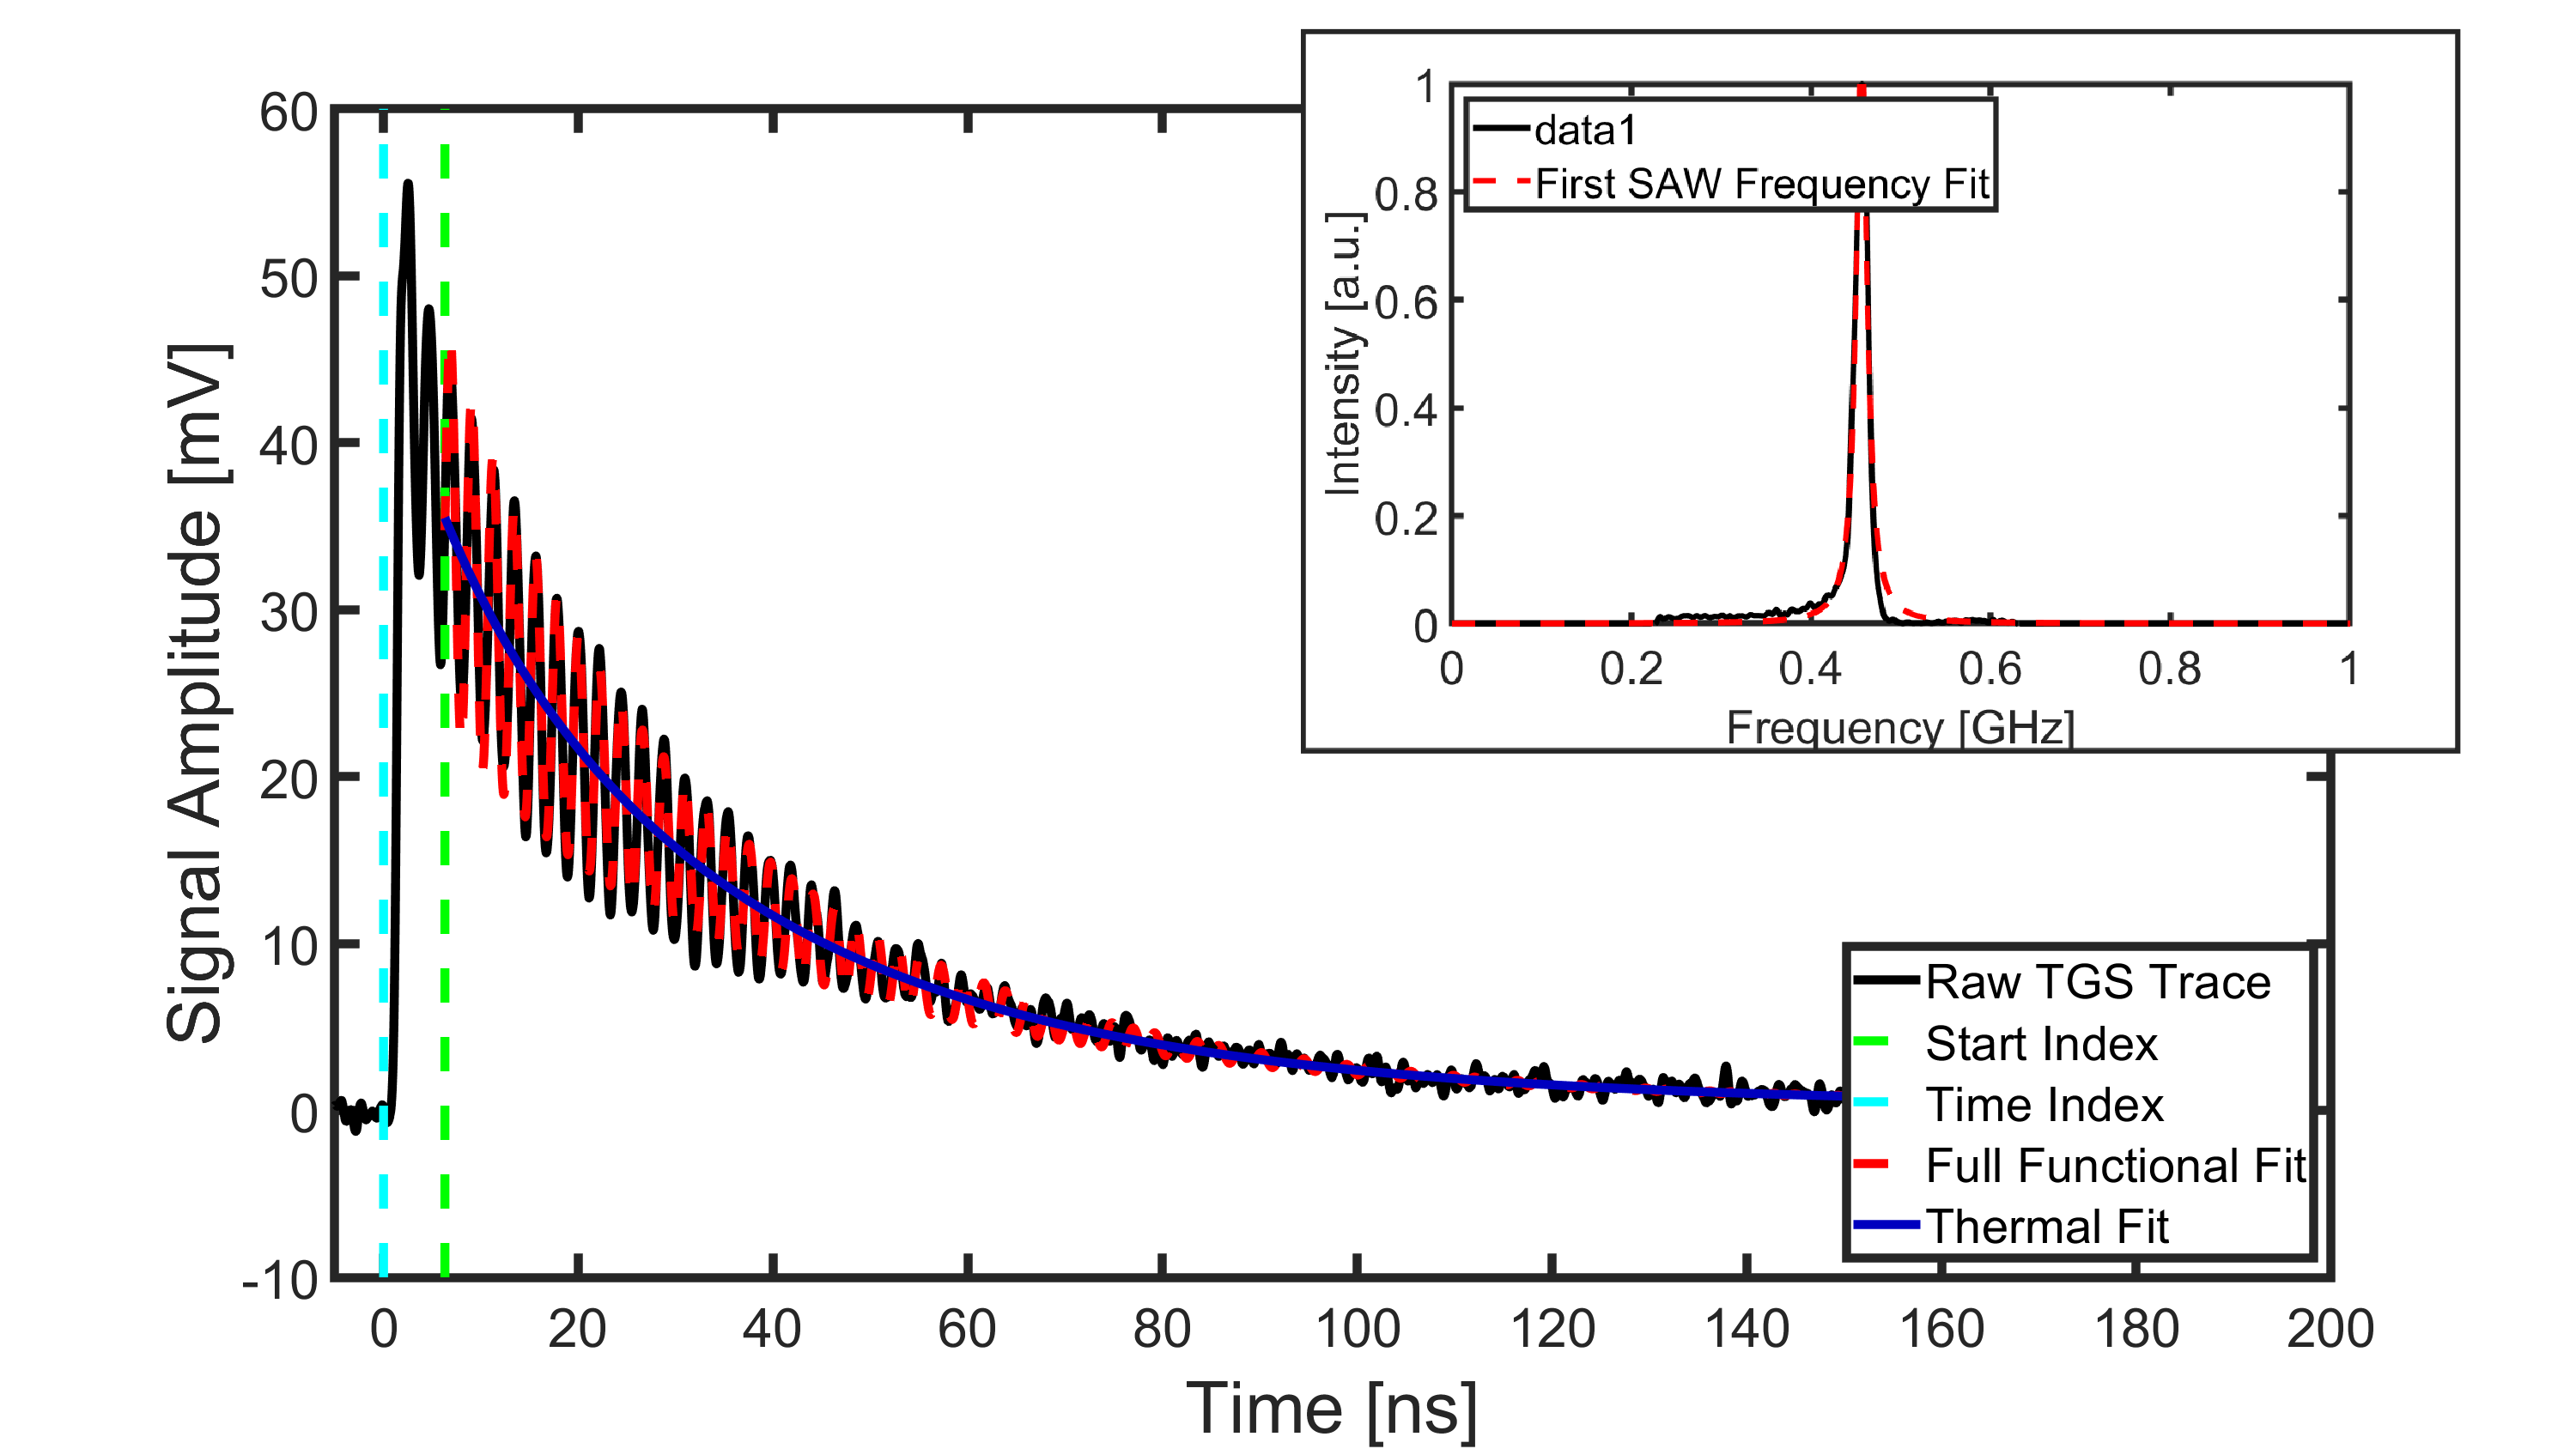 60
50
40
30
20
10
0
-10
Signal Amplitude [mV]
0 20 40 60 80 100 120 140 160 180 200
Time [ns]
1
0.8
0.6
0.4
0.2
0
Intensity [a.u.]
data1
First SAW Frequency Fit
0 0.2 0.4 0.6 0.8 1
Frequency [GHz]
Raw TGS Trace
Start Index
Time Index
Full Functional Fit
Thermal Fit